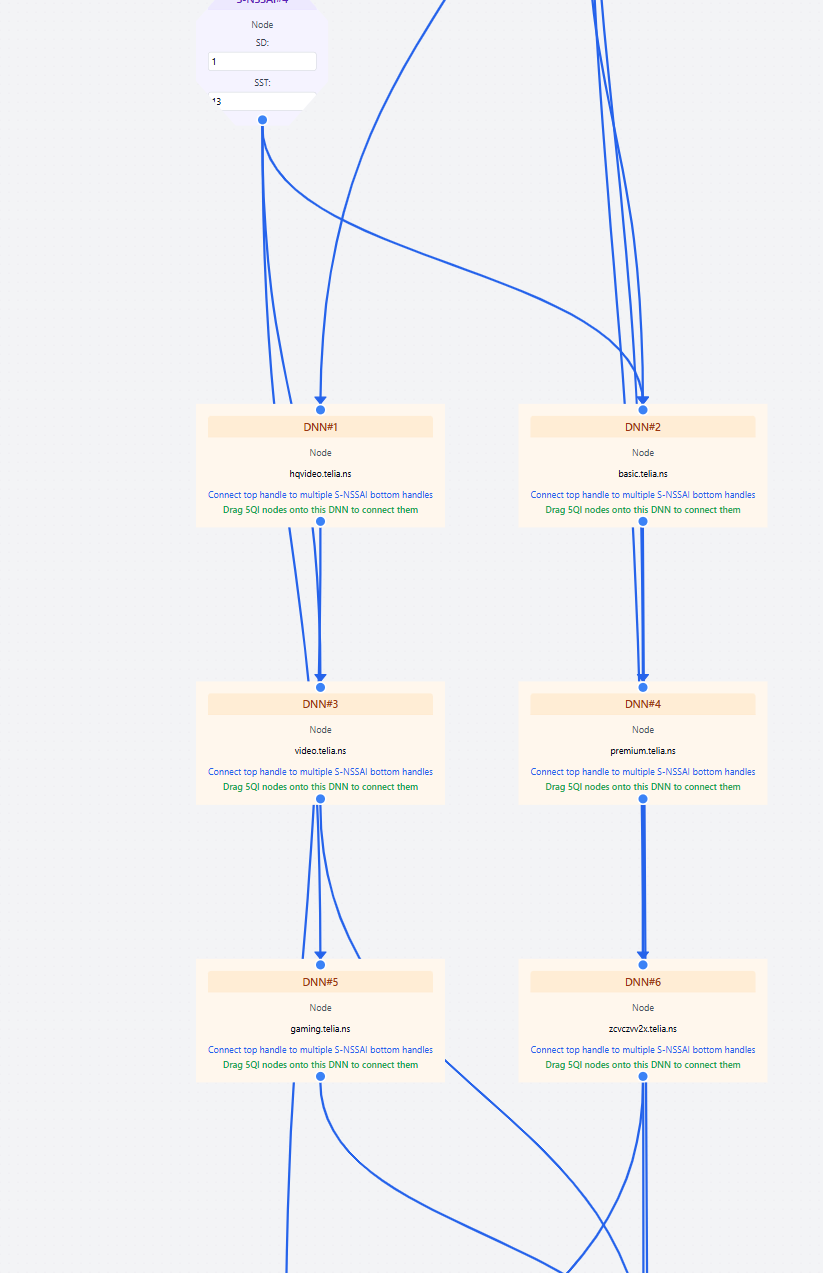 S-NSSAI#4
Node
SD:
1
SST:
13
DNN#1
Node
hqvideo.telia.ns
Connect top handle to multiple S-NSSAI bottom handles
Drag 5QI nodes onto this DNN to connect them
DNN#2
Node
basic.telia.ns
Connect top handle to multiple S-NSSAI bottom handles
Drag 5QI nodes onto this DNN to connect them
DNN#3
Node
video.telia.ns
Connect top handle to multiple S-NSSAI bottom handles
Drag 5QI nodes onto this DNN to connect them
DNN#4
Node
premium.telia.ns
Connect top handle to multiple S-NSSAI bottom handles
Drag 5QI nodes onto this DNN to connect them
DNN#5
Node
gaming.telia.ns
Connect top handle to multiple S-NSSAI bottom handles
Drag 5QI nodes onto this DNN to connect them
DNN#6
Node
zcvczvv2x.telia.ns
Connect top handle to multiple S-NSSAI bottom handles
Drag 5QI nodes onto this DNN to connect them